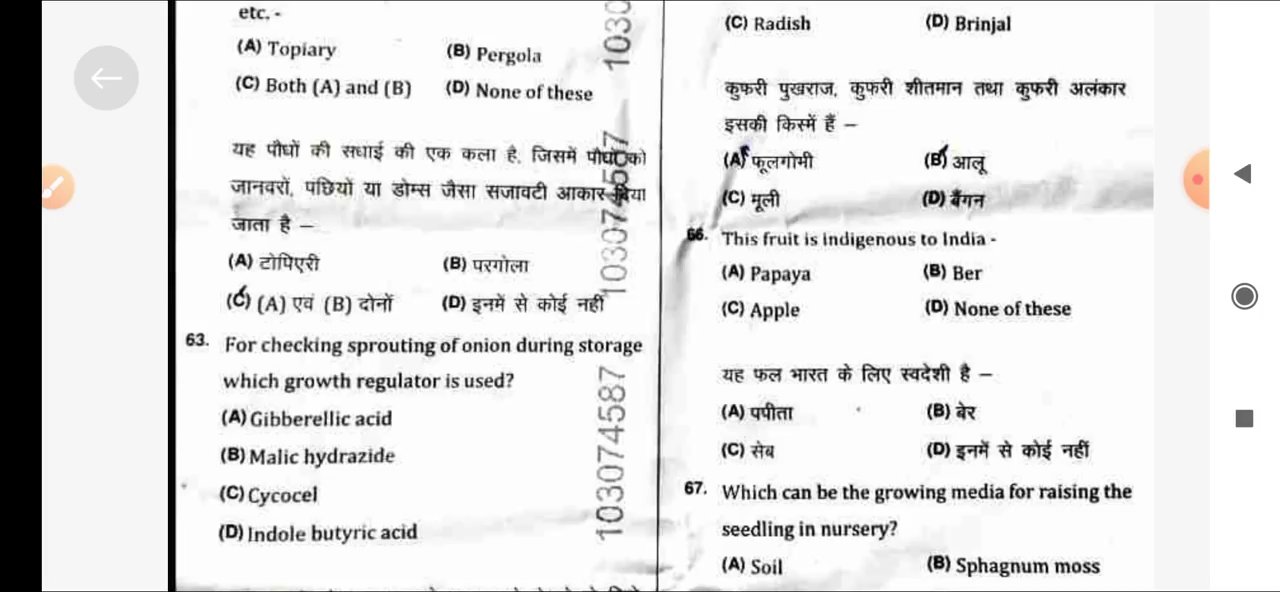 etc. -
(A) Topiary (B) Pergola
(C) Both (A) and (B) (D) None of these
यह पौधों की सधाई की एक कला है, जिसमें पौधों को
जानवरों, पंछियों या डोम्स जैसा सजावटी आकार दिया
जाता है –
(A) टोपिएरी (B) परगोला
(C) (A) एवं (B) दोनों (D) इनमें से कोई नहीं
63. For checking sprouting of onion during storage
which growth regulator is used?
(A) Gibberellic acid
(B) Malic hydrazide
(C) Cycocel
(D) Indole butyric acid
1030
103074587
103074587
(C) Radish (D) Brinjal
कुफरी पुखराज, कुफरी शीतमान तथा कुफरी अलंकार
इसकी किस्में हैं –
(A) फूलगोभी (B) आलू
(C) मूली (D) बैंगन
66. This fruit is indigenous to India -
(A) Papaya (B) Ber
(C) Apple (D) None of these
यह फल भारत के लिए स्वदेशी है –
(A) पपीता (B) बेर
(C) सेब (D) इनमें से कोई नहीं
67. Which can be the growing media for raising the
seedling in nursery?
(A) Soil (B) Sphagnum moss